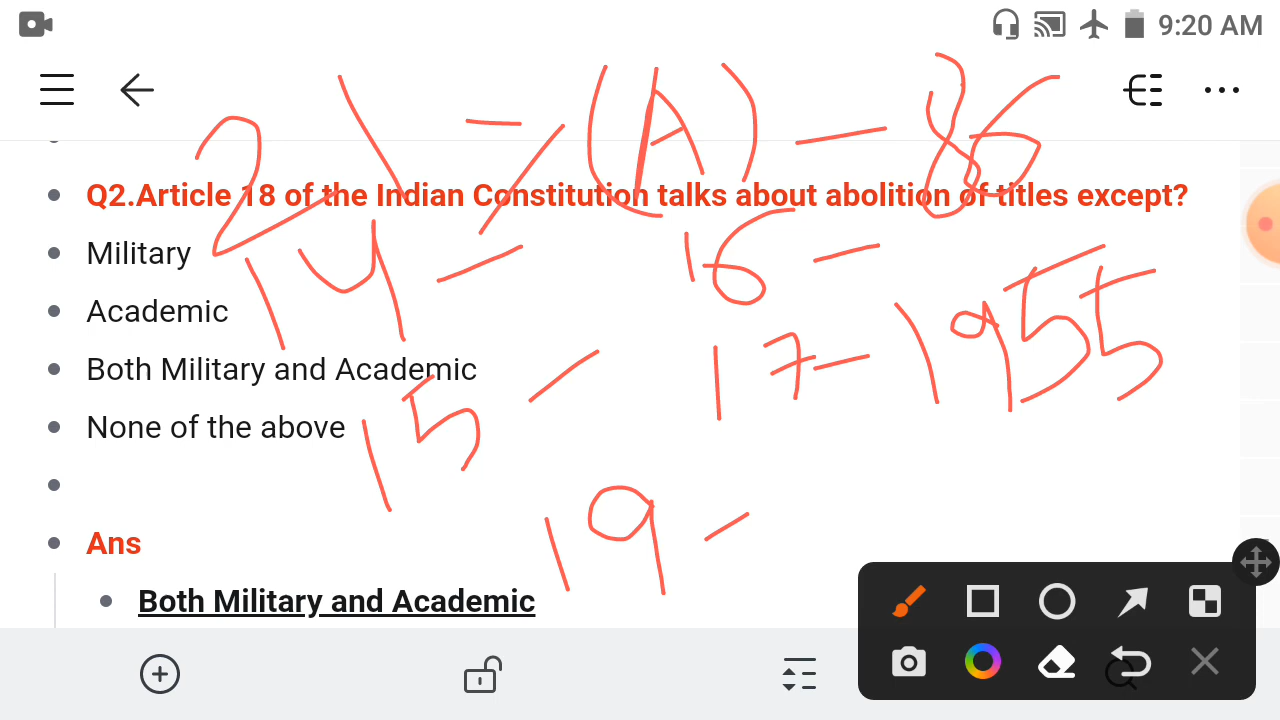 9:20 AM
21 = (A) - 86
Q2.Article 18 of the Indian Constitution talks about abolition of titles except?
Military
14 - 16 -
Academic
Both Military and Academic
15 - 17 - 1955
None of the above
19 -
Ans
Both Military and Academic